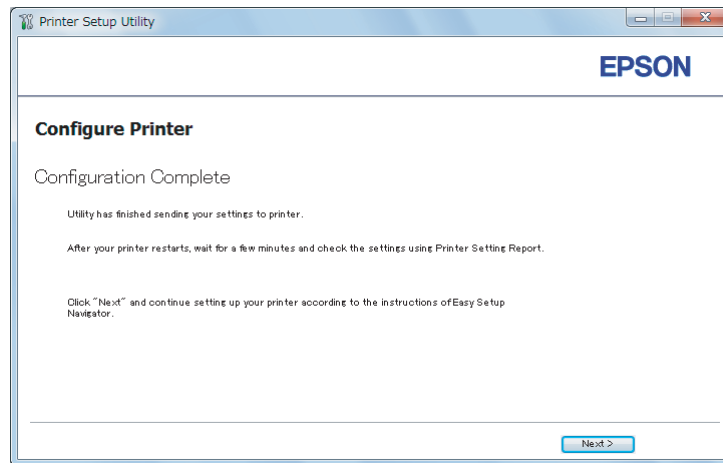 Printer Setup Utility
EPSON
Configure Printer
Configuration Complete
Utility has finished sending your settings to printer.
After your printer restarts, wait for a few minutes and check the settings using Printer Setting Report.
Click "Next" and continue setting up your printer according to the instructions of Easy Setup
Navigator.
Next >